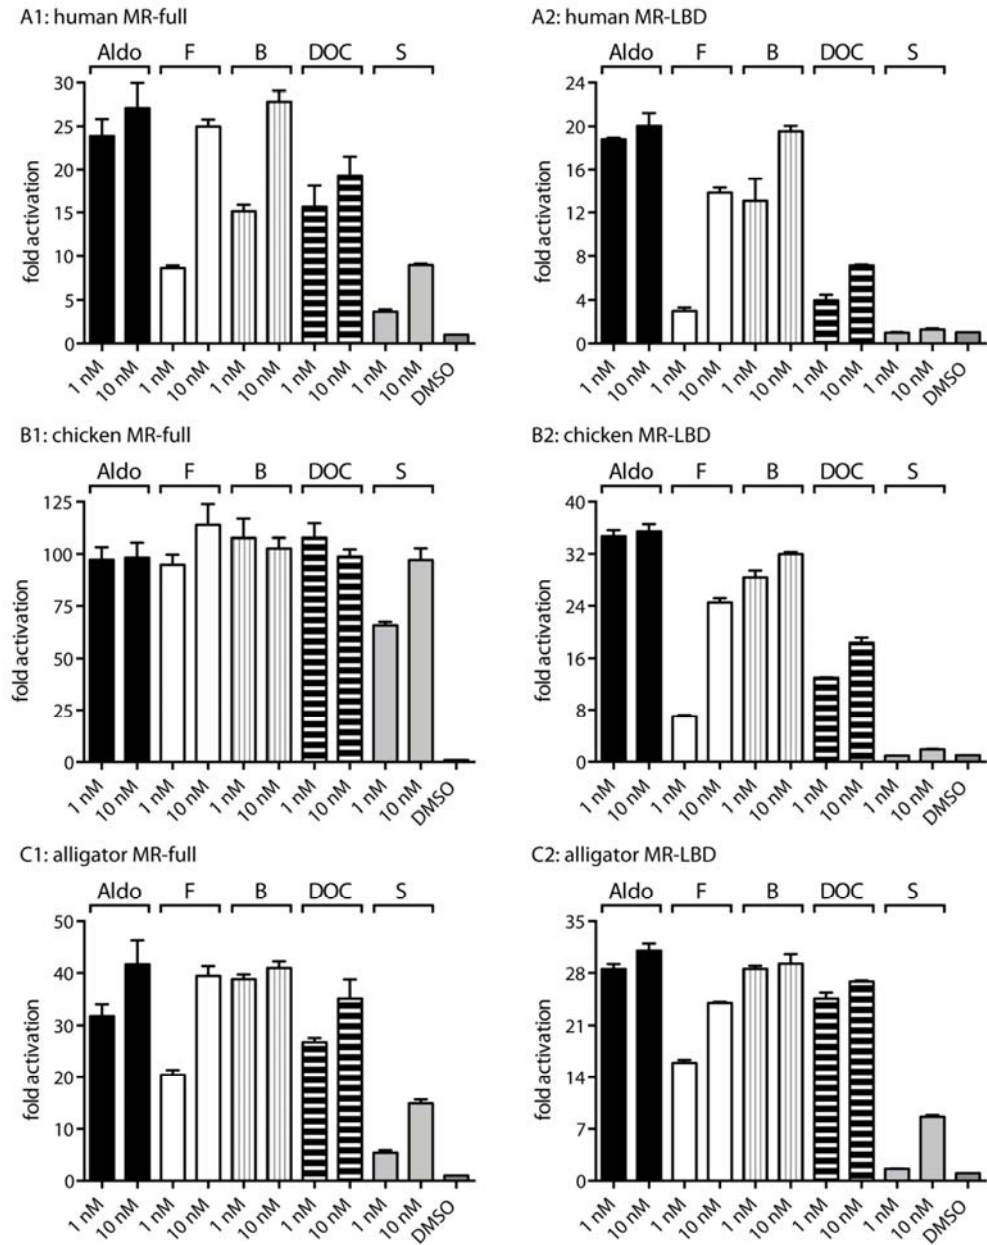 A1: human MR-full
Aldo F B DOC S
30
25
20
15
10
5
0
fold activation
1 nM 10 nM 1 nM 10 nM 1 nM 10 nM 1 nM 10 nM 1 nM 10 nM DMSO
A2: human MR-LBD
Aldo F B DOC S
24
20
16
12
8
4
0
fold activation
1 nM 10 nM 1 nM 10 nM 1 nM 10 nM 1 nM 10 nM 1 nM 10 nM DMSO
B1: chicken MR-full
Aldo F B DOC S
125
100
75
50
25
0
fold activation
1 nM 10 nM 1 nM 10 nM 1 nM 10 nM 1 nM 10 nM 1 nM 10 nM DMSO
B2: chicken MR-LBD
Aldo F B DOC S
40
32
24
16
8
0
fold activation
1 nM 10 nM 1 nM 10 nM 1 nM 10 nM 1 nM 10 nM 1 nM 10 nM DMSO
C1: alligator MR-full
Aldo F B DOC S
50
40
30
20
10
0
fold activation
1 nM 10 nM 1 nM 10 nM 1 nM 10 nM 1 nM 10 nM 1 nM 10 nM DMSO
C2: alligator MR-LBD
Aldo F B DOC S
35
28
21
14
7
0
fold activation
1 nM 10 nM 1 nM 10 nM 1 nM 10 nM 1 nM 10 nM 1 nM 10 nM DMSO